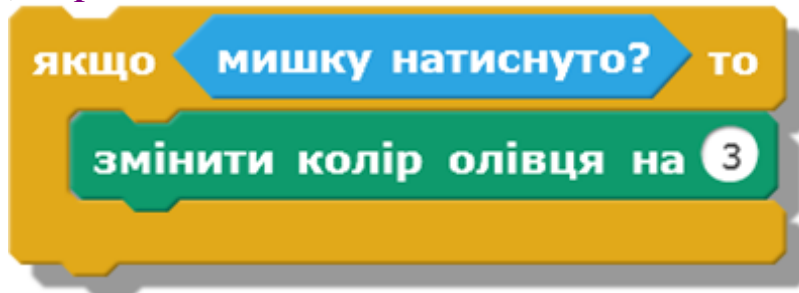 якщо мишку натиснуто? то
змінити колір олівця на 3